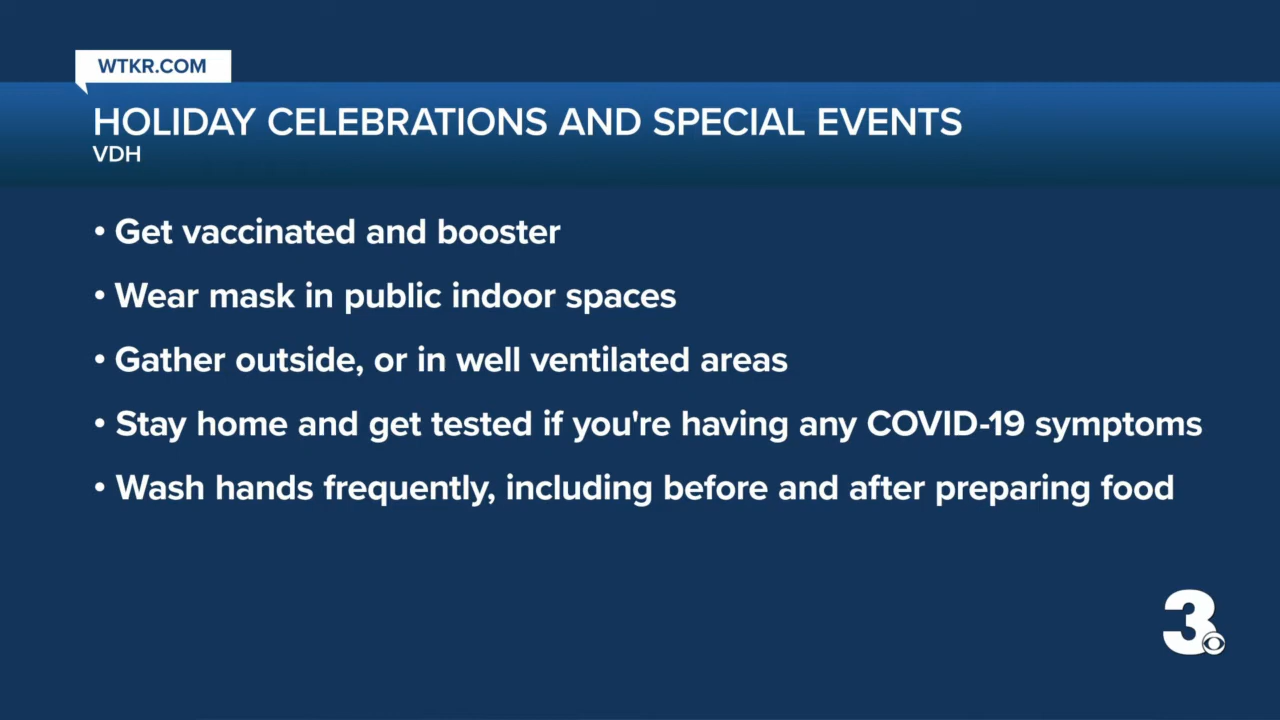 WTKR.COM
HOLIDAY CELEBRATIONS AND SPECIAL EVENTS
VDH
• Get vaccinated and booster
• Wear mask in public indoor spaces
• Gather outside, or in well ventilated areas
• Stay home and get tested if you're having any COVID-19 symptoms
• Wash hands frequently, including before and after preparing food
3